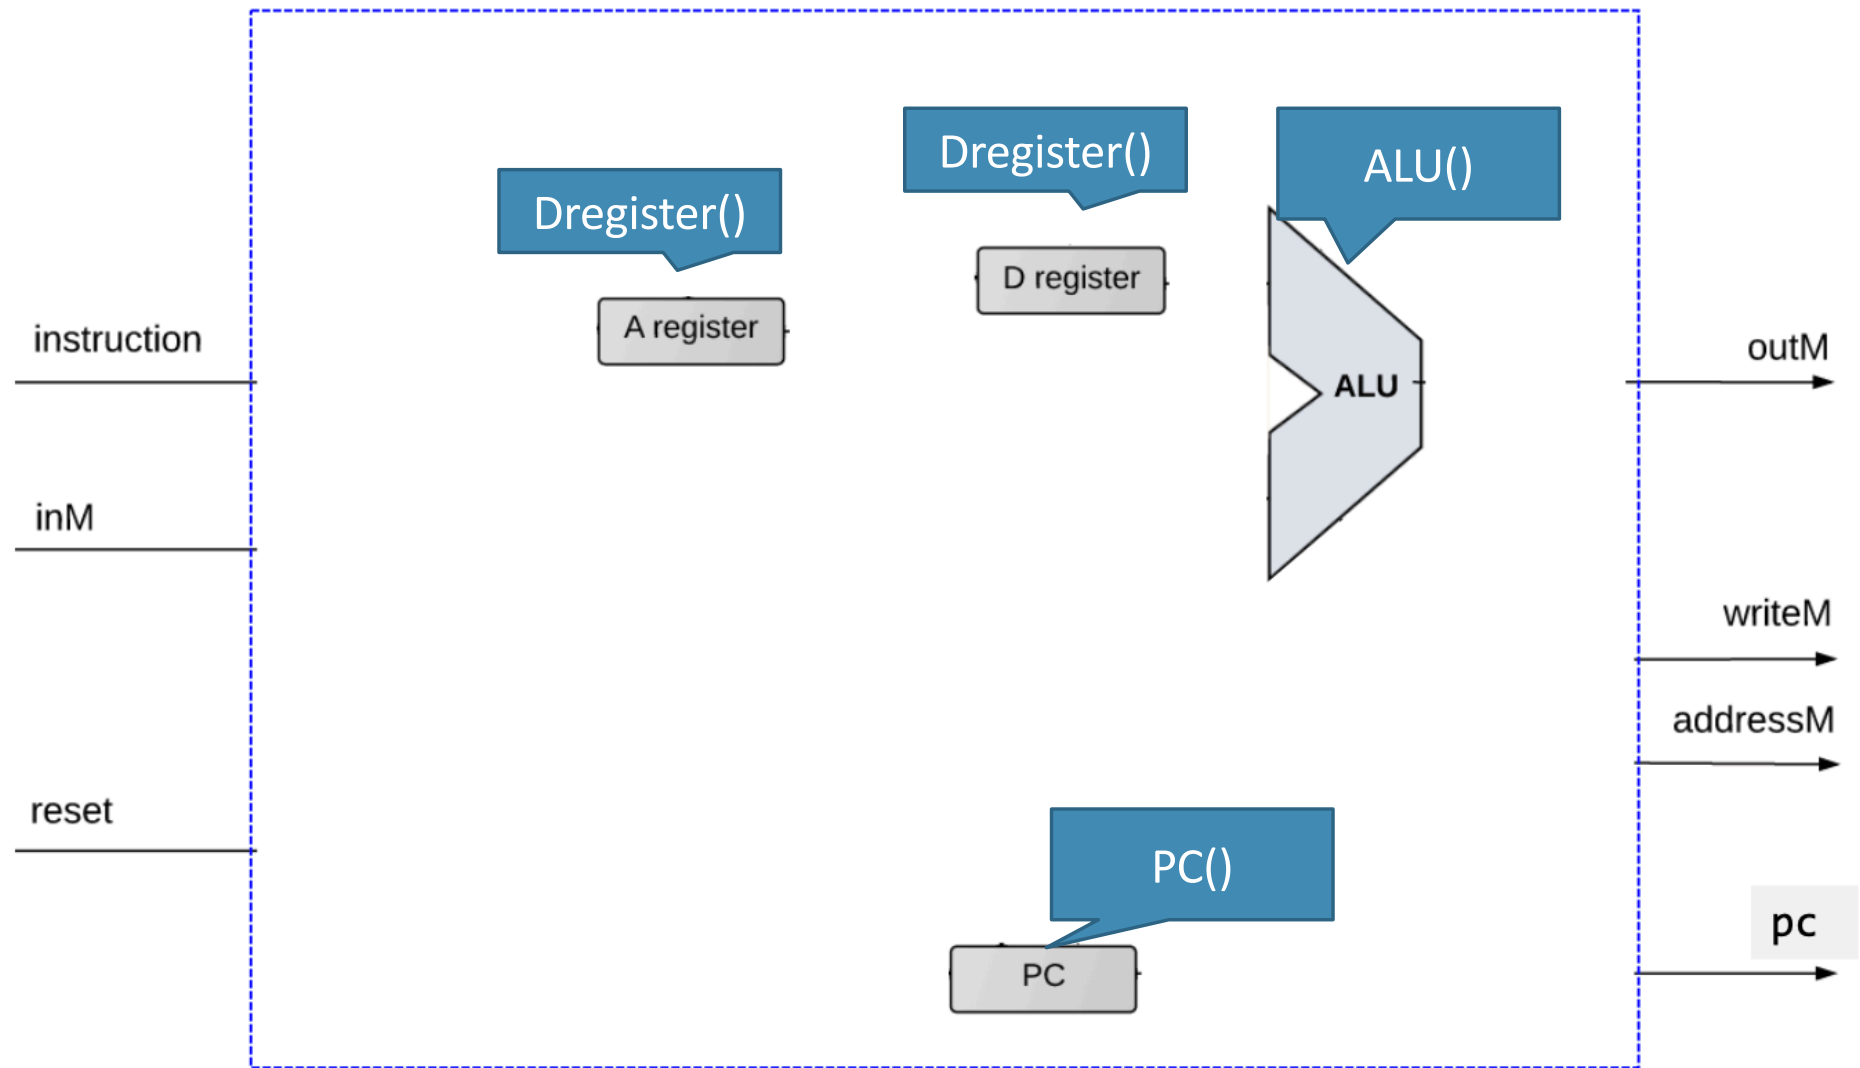 Dregister()
ALU()
Dregister()
D register
A register
instruction
outM
ALU
inM
writeM
addressM
reset
PC()
pc
PC